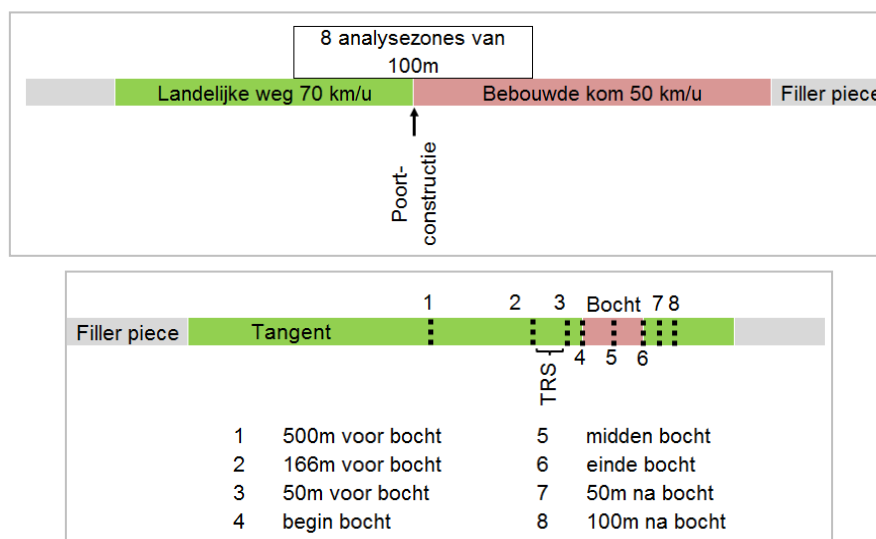 8 analysezones van
100m
Landelijke weg 70 km/u
Bebouwde kom 50 km/u
Filler piece
Poort-
constructie
1
2
3
Bocht
7
8
Filler piece
Tangent
4
5
6
TRS
1 500m voor bocht
5 midden bocht
2 166m voor bocht
6 einde bocht
3 50m voor bocht
7 50m na bocht
4 begin bocht
8 100m na bocht